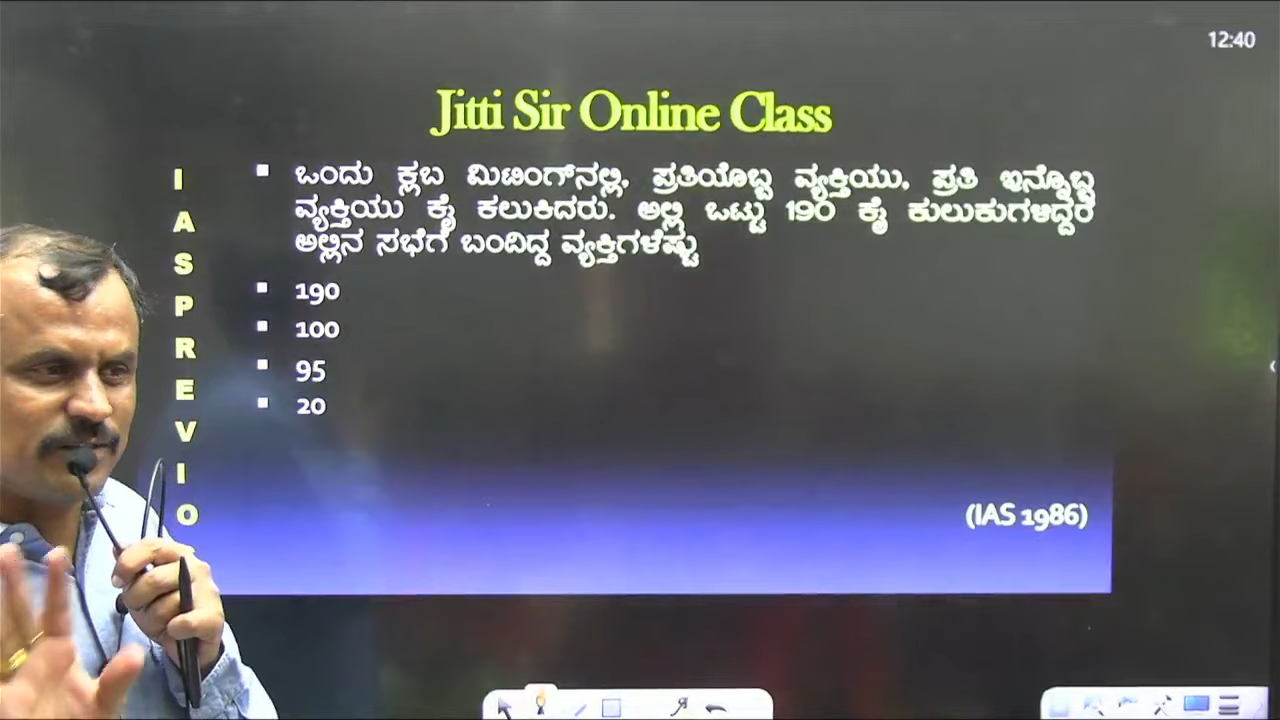 12:40
Jitti Sir Online Class
I A S P R E V I O
▪ ಒಂದು ಕ್ಲಬ ಮಿಟಿಂಗ್‌ನಲ್ಲಿ, ಪ್ರತಿಯೊಬ್ಬ ವ್ಯಕ್ತಿಯು, ಪ್ರತಿ ಇನ್ನೊಬ್ಬ
ವ್ಯಕ್ತಿಯು ಕೈ ಕಲುಕಿದರು. ಅಲ್ಲಿ ಒಟ್ಟು 190 ಕೈ ಕುಲುಕುಗಳಿದ್ದರೆ
ಅಲ್ಲಿನ ಸಭೆಗೆ ಬಂದಿದ್ದ ವ್ಯಕ್ತಿಗಳೆಷ್ಟು
▪ 190
▪ 100
▪ 95
▪ 20
(IAS 1986)